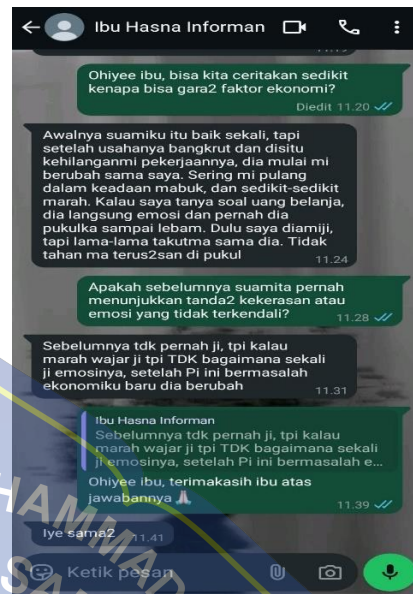 Ibu Hasna Informan
11.19
Ohiyee ibu, bisa kita ceritakan sedikit
kenapa bisa gara2 faktor ekonomi?
Diedit 11.20
Awalnya suamiku itu baik sekali, tapi
setelah usahanya bangkrut dan disitu
kehilanganmi pekerjaannya, dia mulai mi
berubah sama saya. Sering mi pulang
dalam keadaan mabuk, dan sedikit-sedikit
marah. Kalau saya tanya soal uang belanja,
dia langsung emosi dan pernah dia
pukulka sampai lebam. Dulu saya diamiji,
tapi lama-lama takutma sama dia. Tidak
tahan ma terus2san di pukul
11.24
Apakah sebelumnya suamita pernah
menunjukkan tanda2 kekerasan atau
emosi yang tidak terkendali?
11.28
Sebelumnya tdk pernah ji, tpi kalau
marah wajar ji tpi TDK bagaimana sekali
ji emosinya, setelah Pi ini bermasalah
ekonomiku baru dia berubah
11.31
Ibu Hasna Informan
Sebelumnya tdk pernah ji, tpi kalau
marah wajar ji tpi TDK bagaimana sekali
ji emosinya, setelah Pi ini bermasalah e...
Ohiyee ibu, terimakasih ibu atas
jawabannya 🙏
11.39
Iye sama2
11.41
Ketik pesan